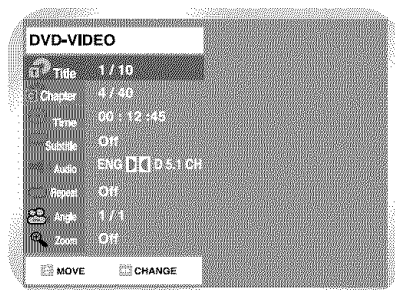 DVD-VIDEO
Title 1 / 10
Chapter 4 / 40
Time 00 : 12 :45
Subtitle Off
Audio ENG D 5.1 CH
Repeat Off
Angle 1 / 1
Zoom Off
MOVE CHANGE